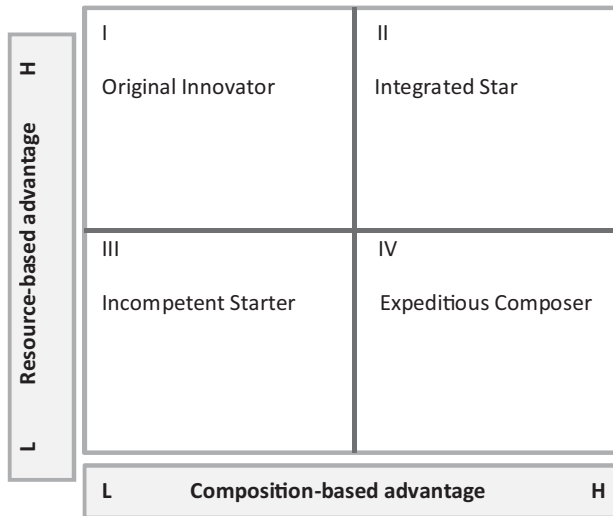 I
Original Innovator
II
Integrated Star
III
Incompetent Starter
IV
Expeditious Composer
L Resource-based advantage H
L Composition-based advantage H